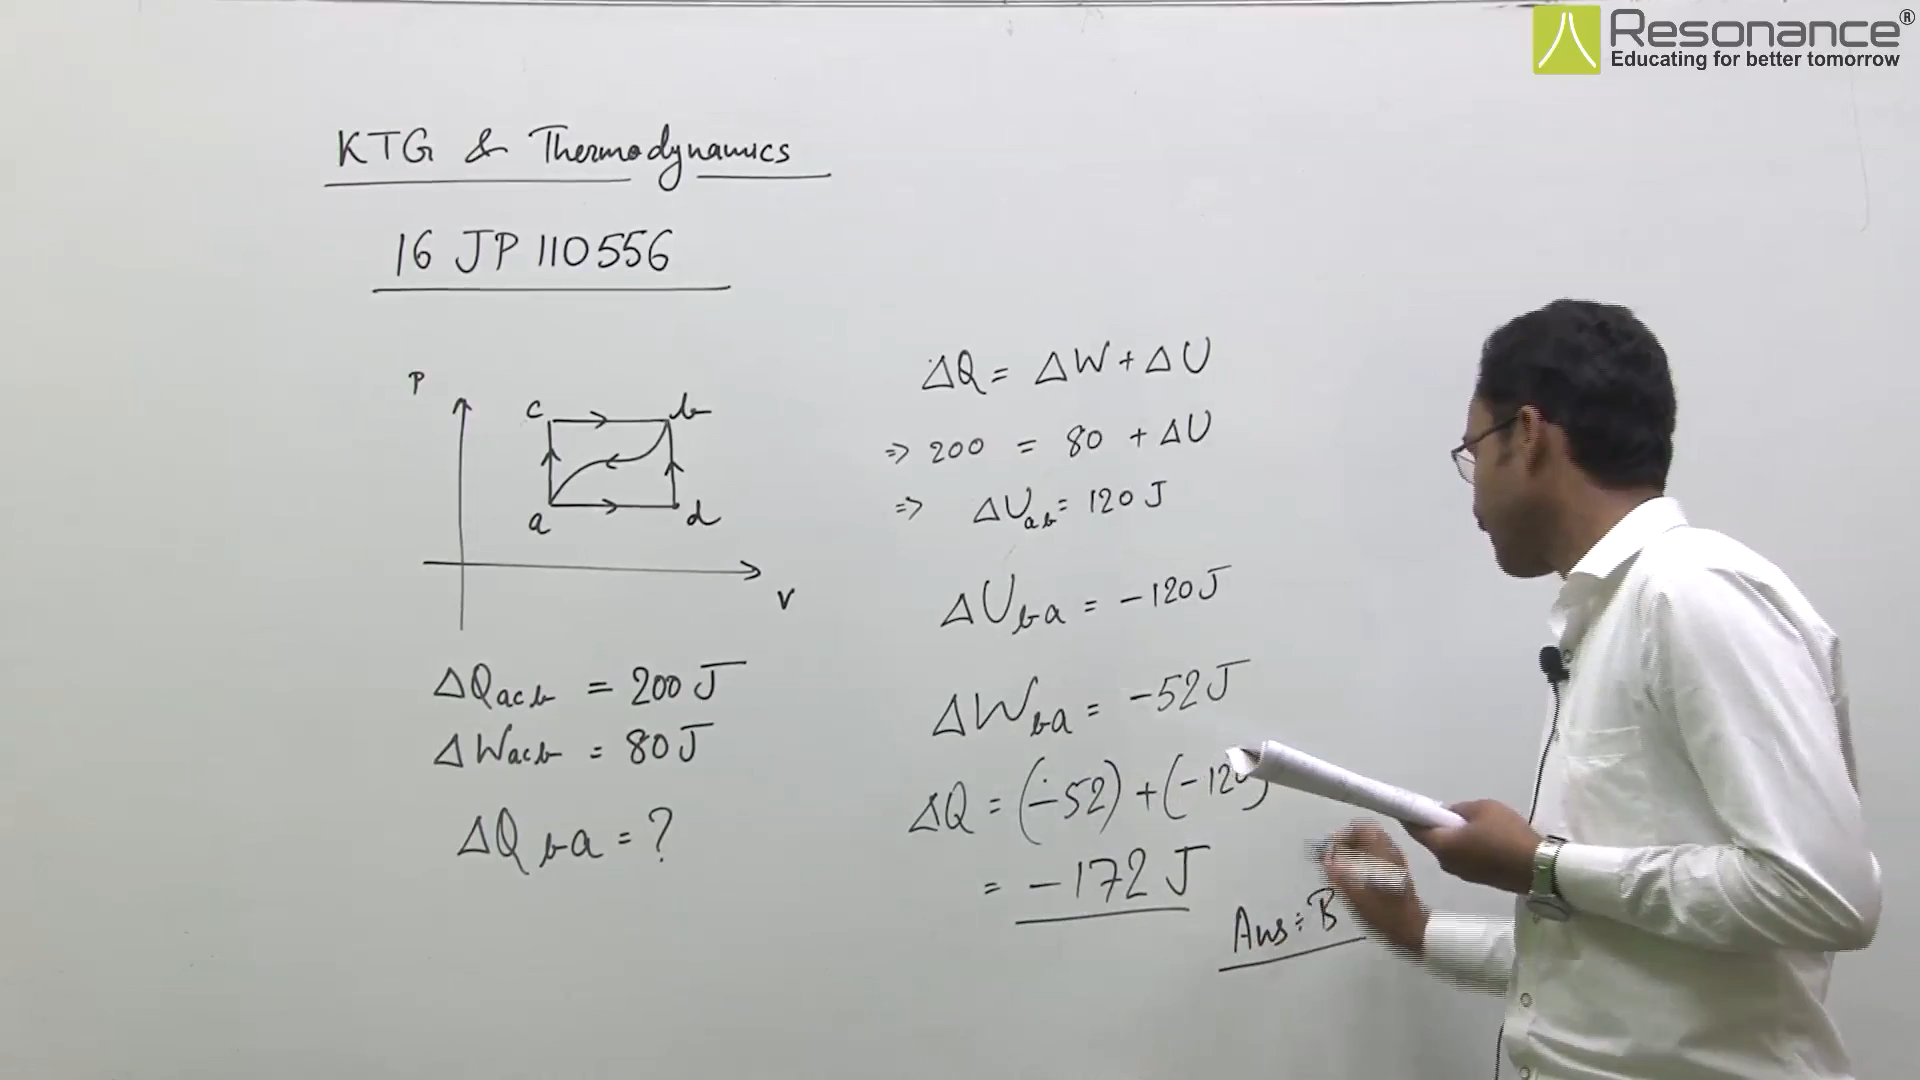 Resonance®
Educating for better tomorrow
KTG & Thermodynamics
16 JP 110556
P
c
b
a
d
V
ΔQacb = 200 J
ΔWacb = 80 J
ΔQba = ?
ΔQ = ΔW + ΔU
⇒ 200 = 80 + ΔU
⇒ ΔUab = 120 J
ΔUba = -120 J
ΔWba = -52 J
ΔQ = (-52) + (-120)
= -172 J
Ans: B